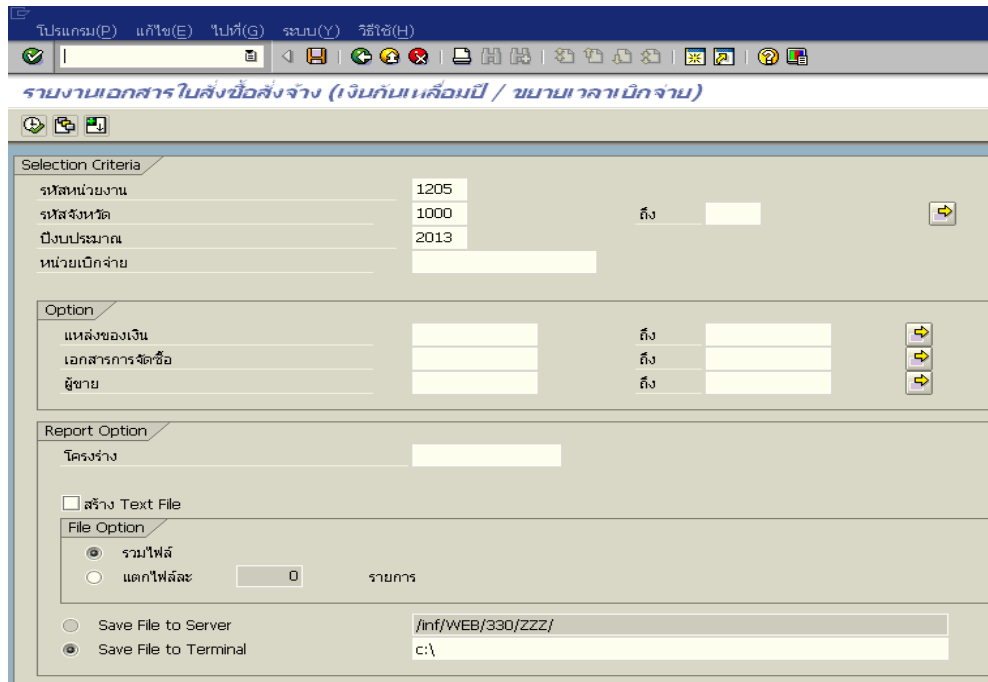 โปรแกรม(P) แก้ไข(E) ไปที่(G) ระบบ(Y) วิธีใช้(H)
รายงานเอกสารใบสั่งซื้อสั่งจ้าง (เงินกันเหลื่อมปี / ขยายเวลาเบิกจ่าย)
Selection Criteria
รหัสหน่วยงาน 1205
รหัสจังหวัด 1000 ถึง
ปีงบประมาณ 2013
หน่วยเบิกจ่าย
Option
แหล่งของเงิน ถึง
เอกสารการจัดซื้อ ถึง
ผู้ขาย ถึง
Report Option
โครงร่าง
สร้าง Text File
File Option
รวมไฟล์
แตกไฟล์ละ 0 รายการ
Save File to Server /inf/WEB/330/ZZZ/
Save File to Terminal c:\